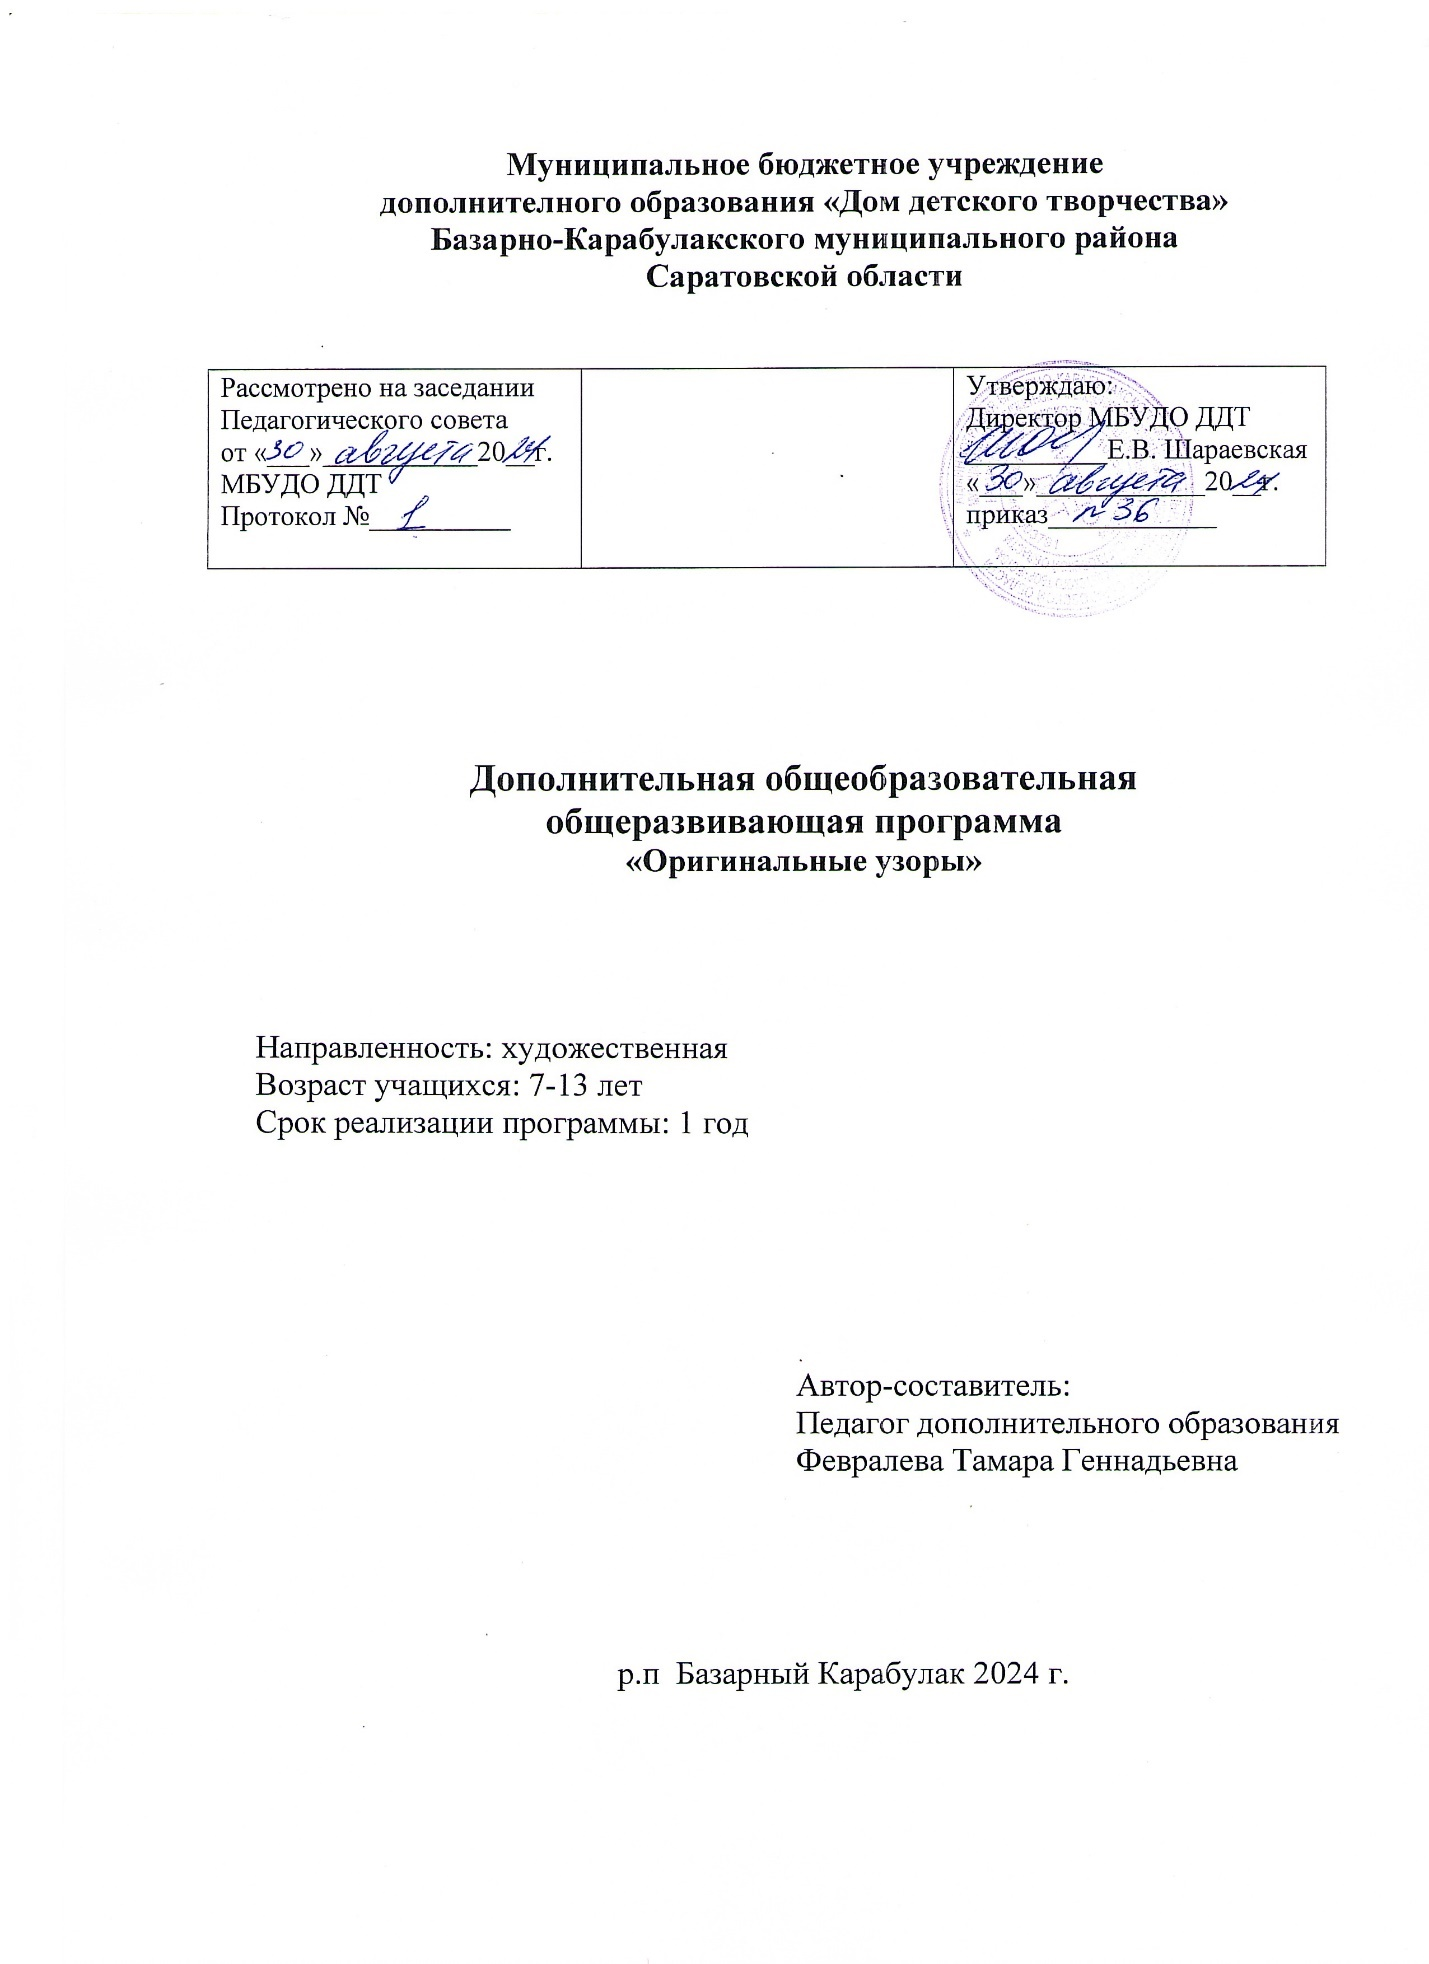 Муниципальное бюджетное учреждение
дополнителного образования «Дом детского творчества»
Базарно-Карабулакского муниципального района
Саратовской области
Рассмотрено на заседании
Педагогического совета
от «30» августа 2024г.
МБУДО ДДТ
Протокол № 1
Утверждаю:
Директор МБУДО ДДТ
Е.В. Шараевская
«30» августа 2024г.
приказ n 36
Дополнительная общеобразовательная
общеразвивающая программа
«Оригинальные узоры»
Направленность: художественная
Возраст учащихся: 7-13 лет
Срок реализации программы: 1 год
Автор-составитель:
Педагог дополнительного образования
Февралева Тамара Геннадьевна
р.п Базарный Карабулак 2024 г.